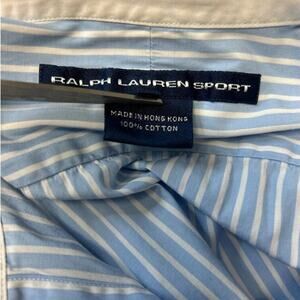 RALPH LAUREN SPORT
MADE IN HONG KONG
100% COTTON